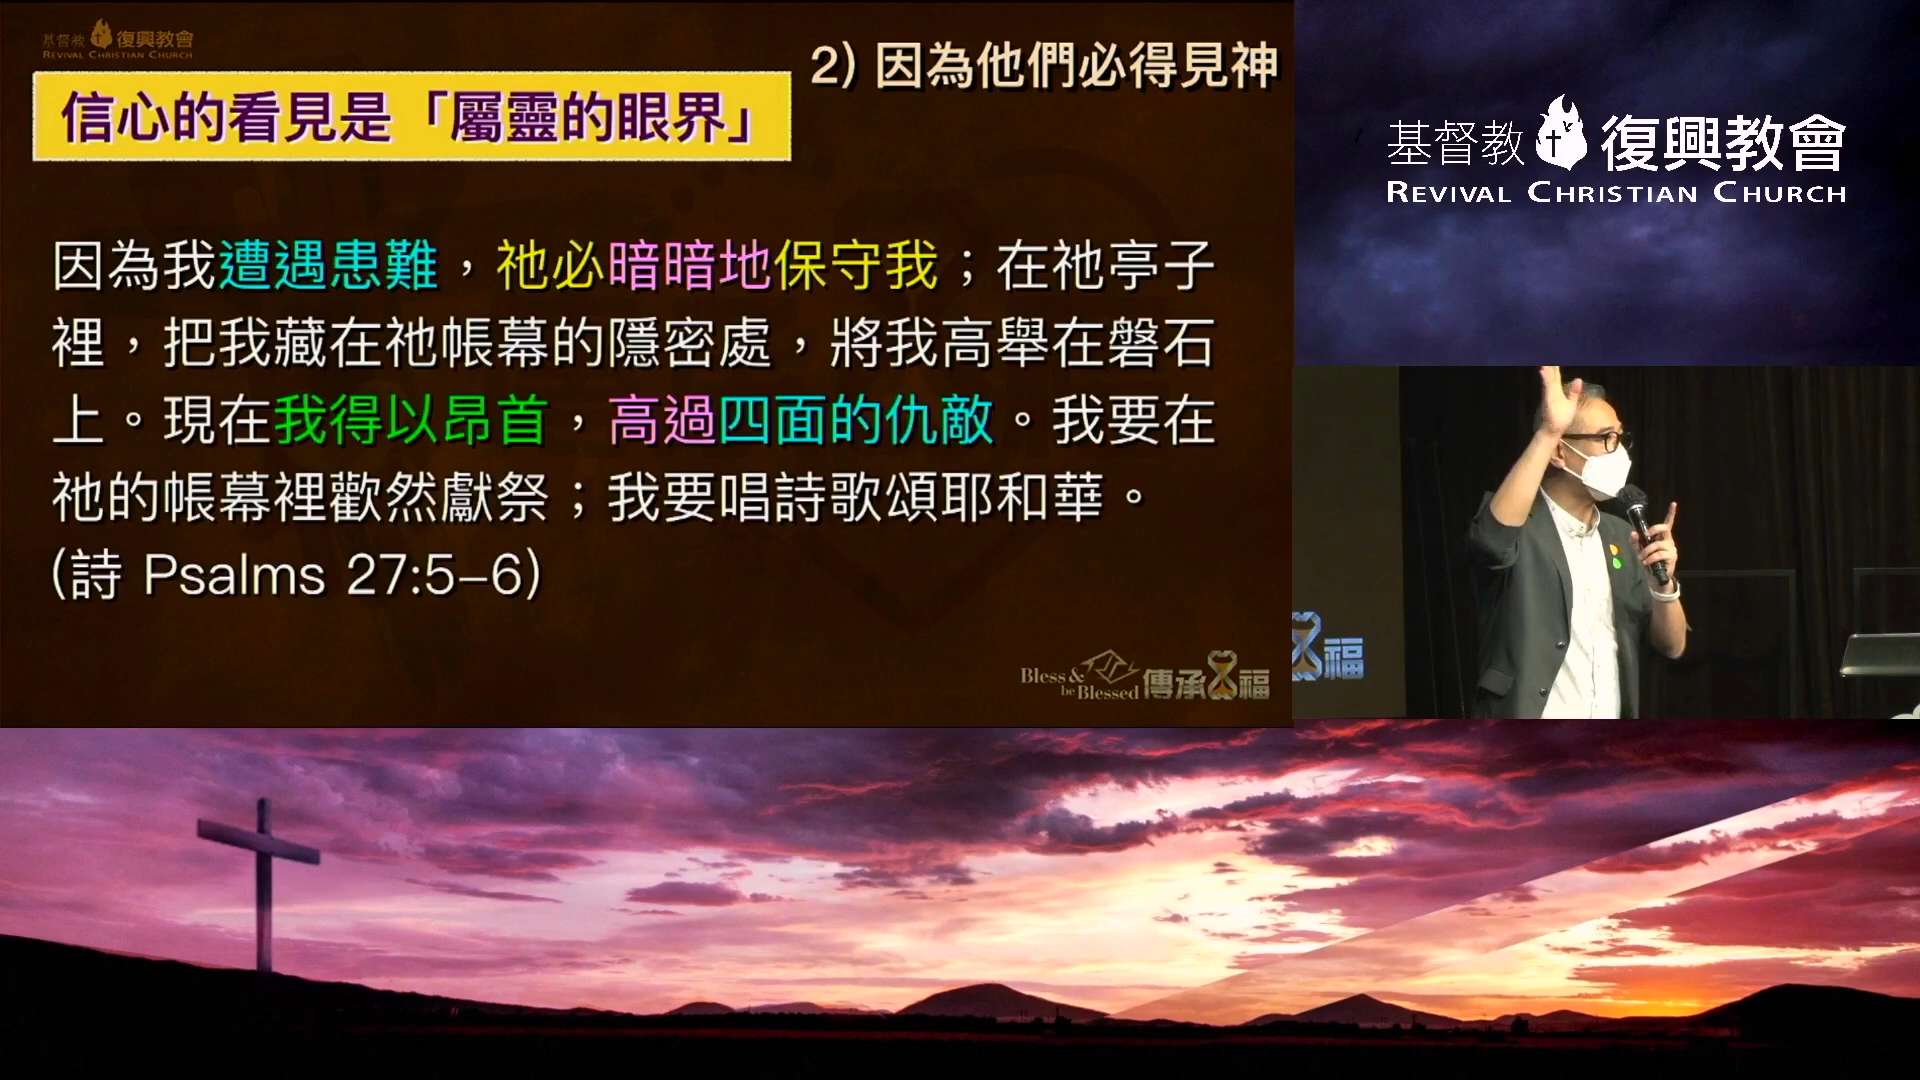 基督教 復興教會
REVIVAL CHRISTIAN CHURCH
2) 因為他們必得見神
信心的看見是「屬靈的眼界」
因為我遭遇患難，祂必暗暗地保守我；在祂亭子
裡，把我藏在祂帳幕的隱密處，將我高舉在磐石
上。現在我得以昂首，高過四面的仇敵。我要在
祂的帳幕裡歡然獻祭；我要唱詩歌頌耶和華。
(詩 Psalms 27:5–6)
Bless &
be Blessed
傳承 福
基督教 復興教會
REVIVAL CHRISTIAN CHURCH
福